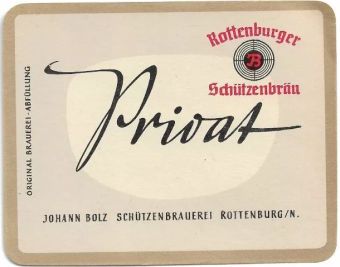 Rottenburger
B
Schützenbräu
Privat
ORIGINAL BRAUEREI-ABFÜLLUNG
JOHANN BOLZ SCHÜTZENBRAUEREI ROTTENBURG/N.